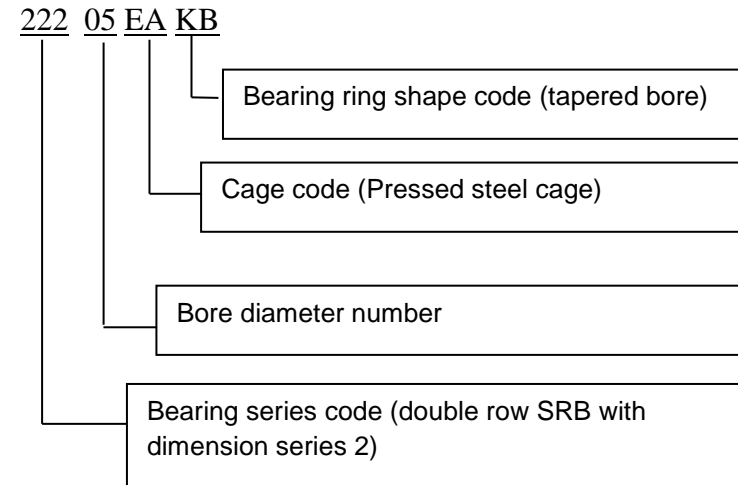 222 05 EA KB
Bearing ring shape code (tapered bore)
Cage code (Pressed steel cage)
Bore diameter number
Bearing series code (double row SRB with
dimension series 2)